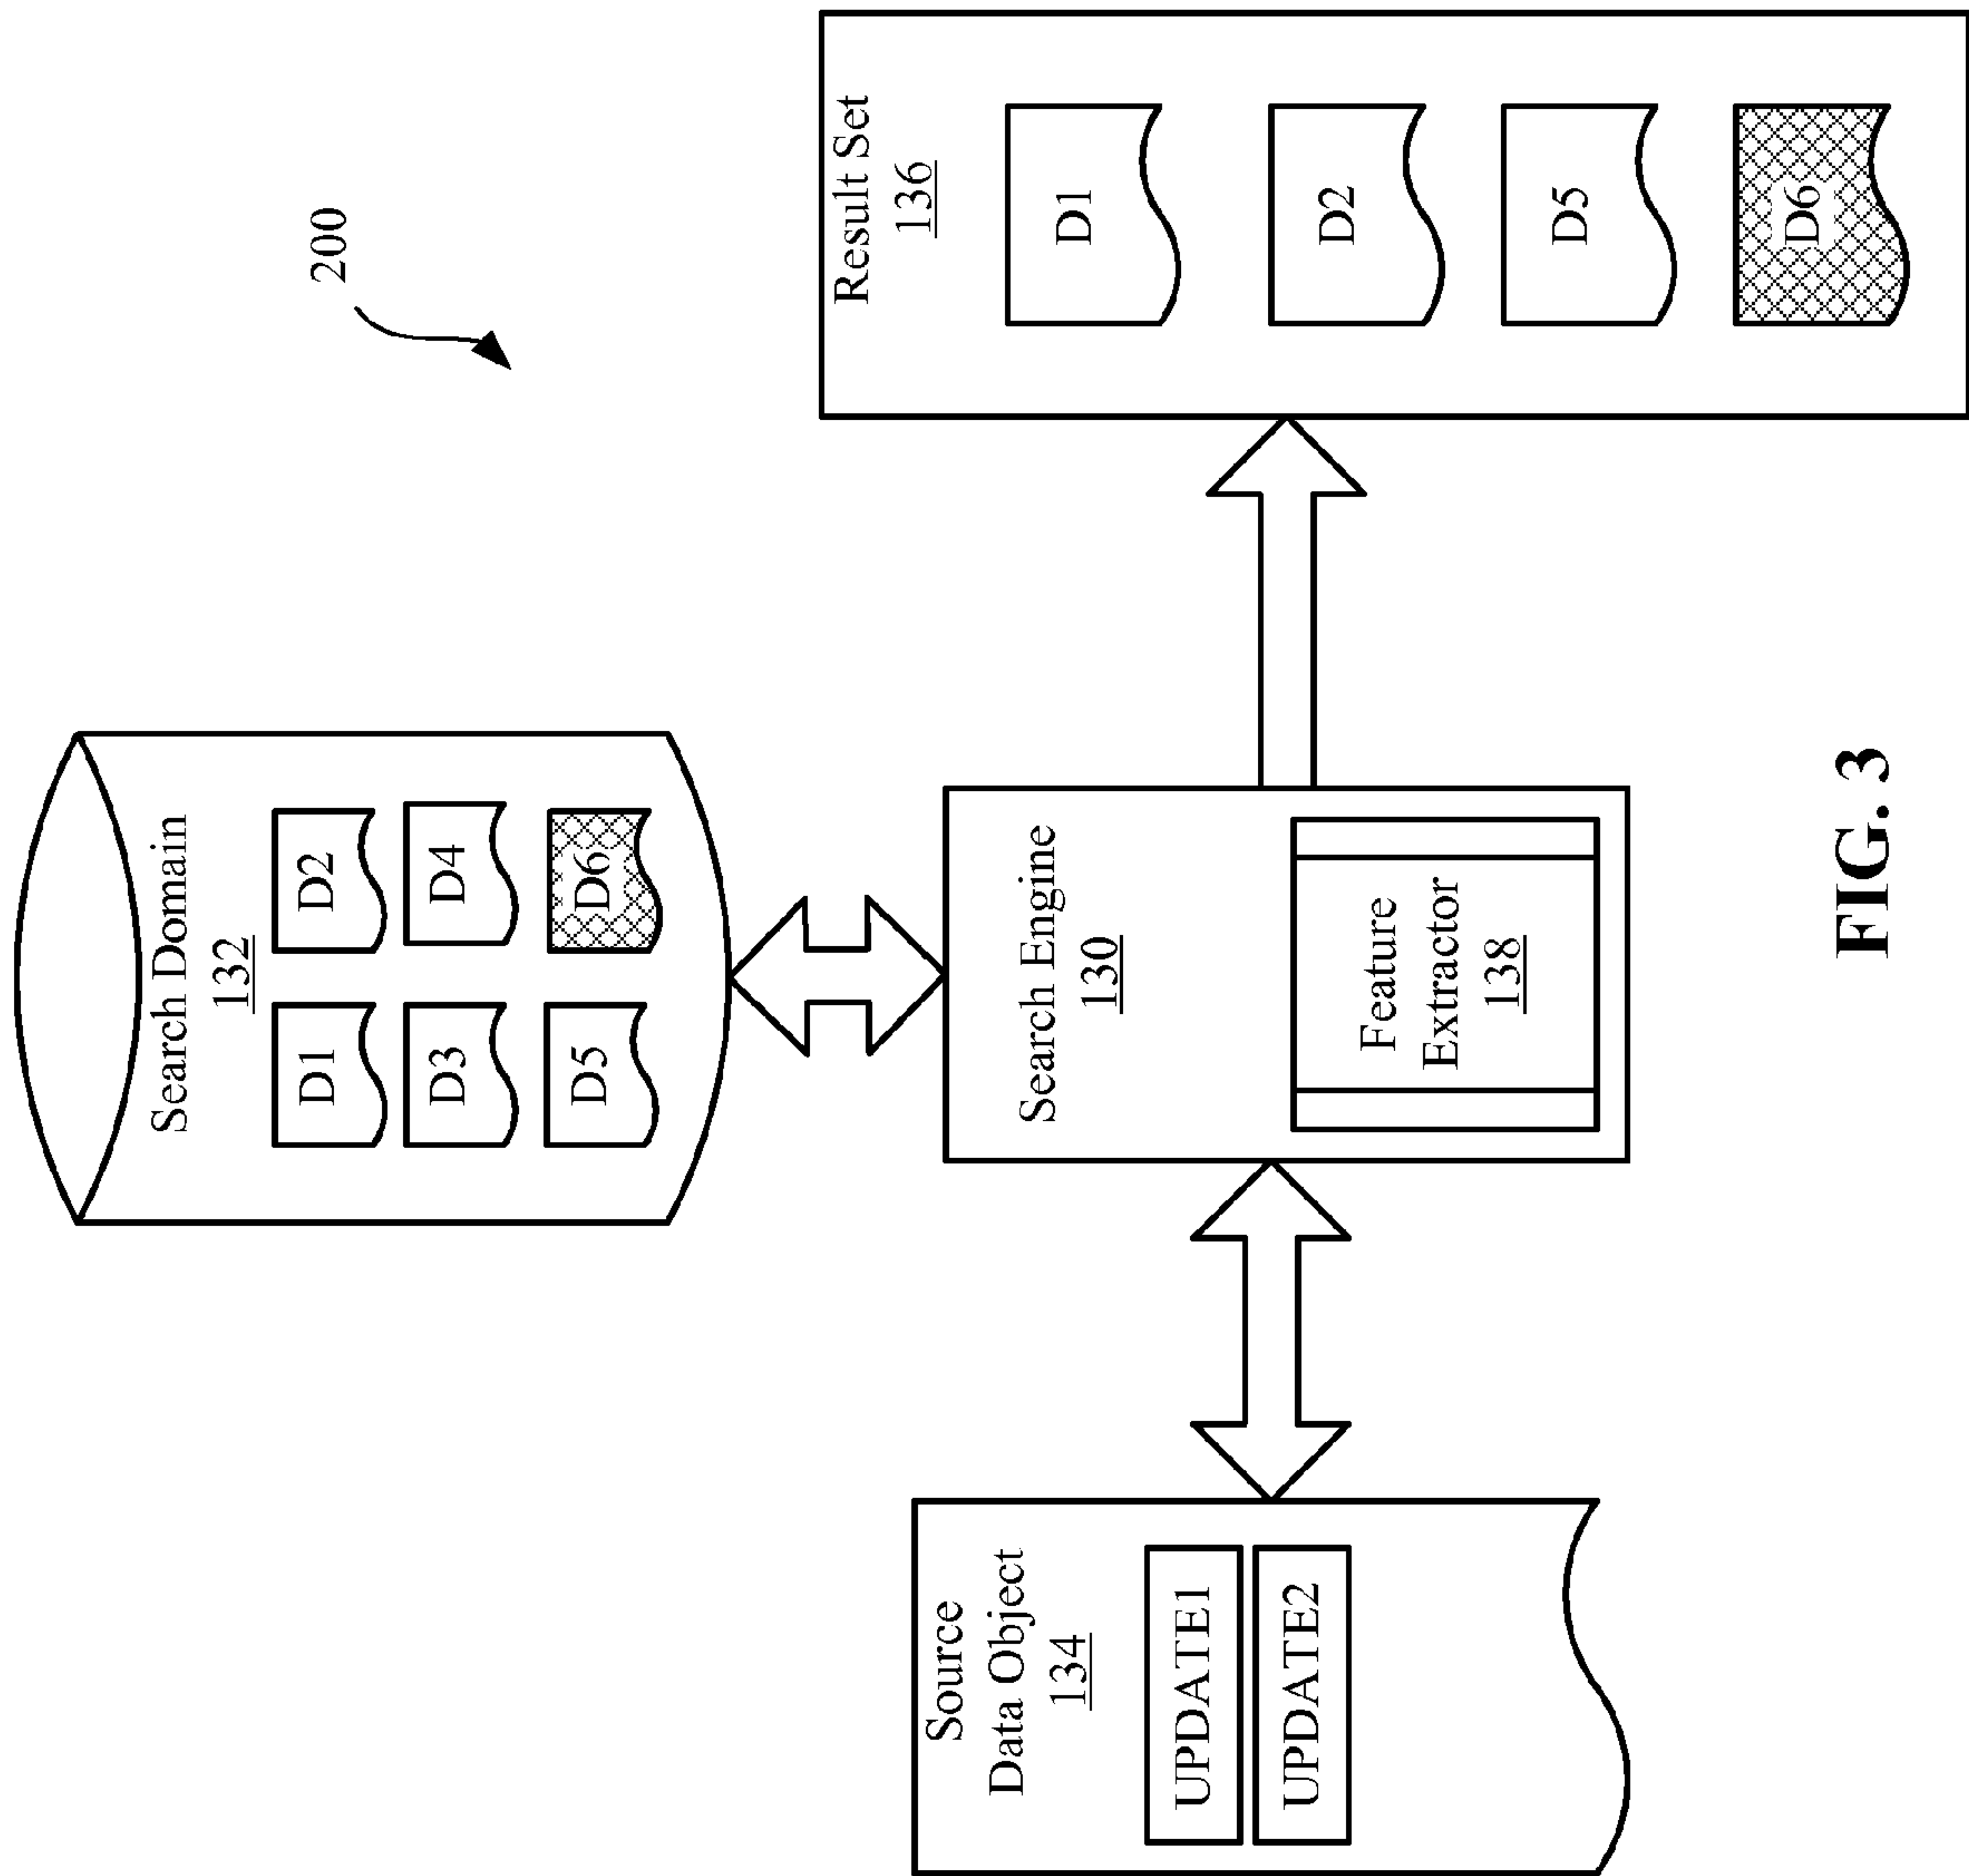 200
Search Domain
132
D1 D2
D3 D4
D5 D6
Source
Data Object
134
UPDATE1
UPDATE2
Search Engine
130
Feature
Extractor
138
Result Set
136
D1
D2
D5
D6
FIG. 3